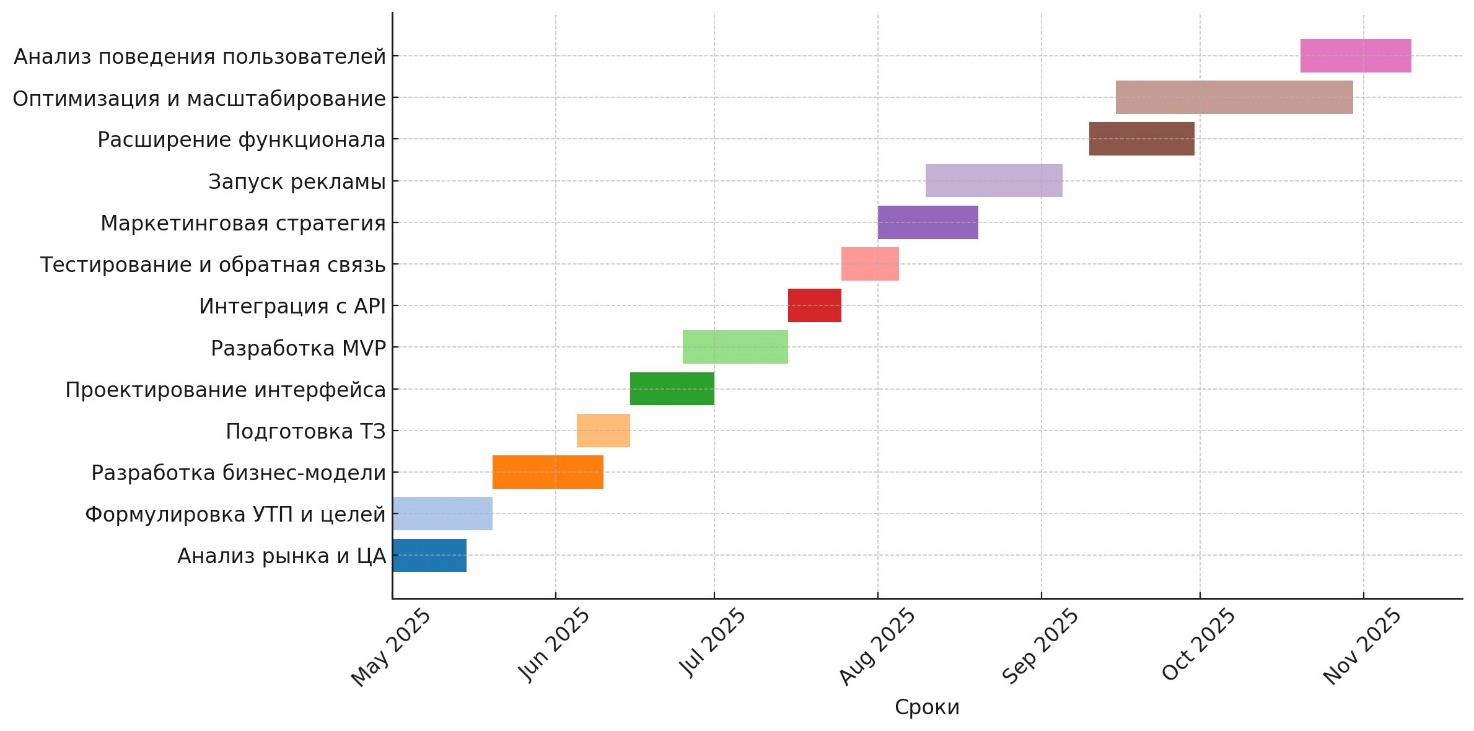 Анализ поведения пользователей
Оптимизация и масштабирование
Расширение функционала
Запуск рекламы
Маркетинговая стратегия
Тестирование и обратная связь
Интеграция с API
Разработка MVP
Проектирование интерфейса
Подготовка ТЗ
Разработка бизнес-модели
Формулировка УТП и целей
Анализ рынка и ЦА
May 2025
Jun 2025
Jul 2025
Aug 2025
Sep 2025
Oct 2025
Nov 2025
Сроки